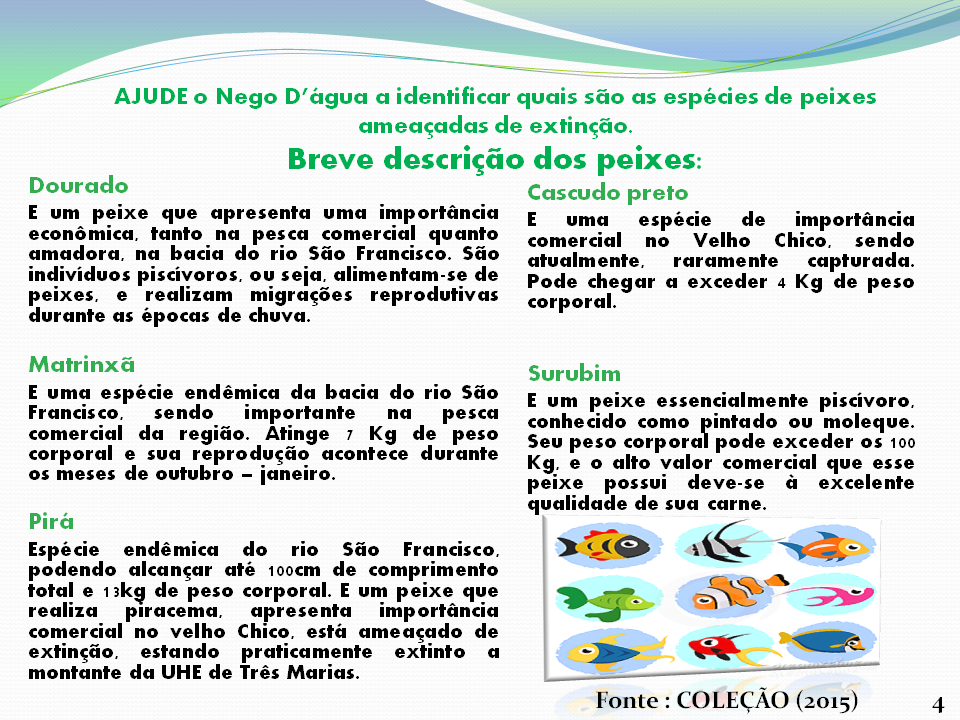 AJUDE o Nego D'água a identificar quais são as espécies de peixes
ameaçadas de extinção.
Breve descrição dos peixes:
Dourado
E um peixe que apresenta uma importância
econômica, tanto na pesca comercial quanto
amadora, na bacia do rio São Francisco. São
indivíduos piscívoros, ou seja, alimentam-se de
peixes, e realizam migrações reprodutivas
durante as épocas de chuva.
Matrinxã
E uma espécie endêmica da bacia do rio São
Francisco, sendo importante na pesca
comercial da região. Atinge 7 Kg de peso
corporal e sua reprodução acontece durante
os meses de outubro – janeiro.
Pirá
Espécie endêmica do rio São Francisco,
podendo alcançar até 100cm de comprimento
total e 13kg de peso corporal. E um peixe que
realiza piracema, apresenta importância
comercial no velho Chico, está ameaçado de
extinção, estando praticamente extinto a
montante da UHE de Três Marias.
Cascudo preto
E uma espécie de importância
comercial no Velho Chico, sendo
atualmente, raramente capturada.
Pode chegar a exceder 4 Kg de peso
corporal.
Surubim
E um peixe essencialmente piscívoro,
conhecido como pintado ou moleque.
Seu peso corporal pode exceder os 100
Kg, e o alto valor comercial que esse
peixe possui deve-se à excelente
qualidade de sua carne.
Fonte : COLEÇÃO (2015)
4